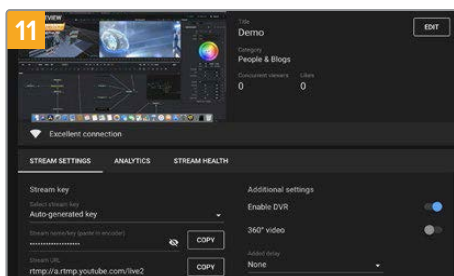 11
PREVIEW
Title
Demo
EDIT
Category
People & Blogs
Concurrent viewers
Likes
0
0
Excellent connection
STREAM SETTINGS
ANALYTICS
STREAM HEALTH
Stream key
Additional settings
Select stream key
Auto-generated key
Enable DVR
Stream name/key (paste in encoder)
COPY
360° video
Stream URL
rtmp://a.rtmp.youtube.com/live2
COPY
Added delay
None